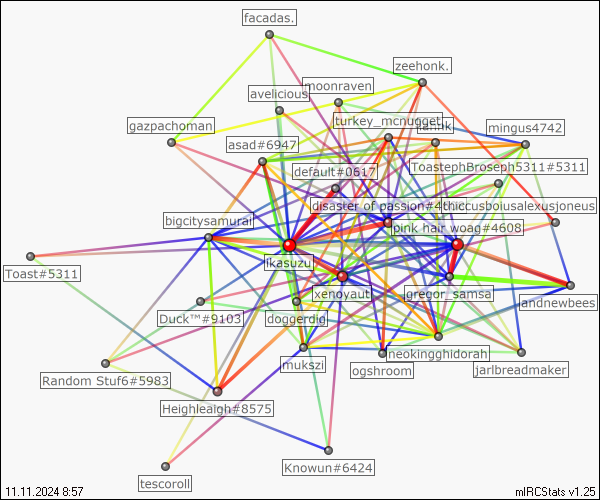 facadas.
zeehonk.
moonraven
avelicious
turkey_mcnugget
gazpachoman
mingus4742
asad#6947
ToastephBroseph5311#5311
default#0617
disaster of passion#4
thiccusboiusalexusjoneus
bigcitysamurai
pink hair woag#4608
ikasuzu
Toast#5311
xenoyaut
gregor_samsa
jandnewbees
Duck™#9103
doggerdig
neokingghidorah
mukszi
ogshroom
jarlbreadmaker
Random Stuf6#5983
Heighleaigh#8575
Knowun#6424
tescoroll
11.11.2024 8:57
mIRCStats v1.25